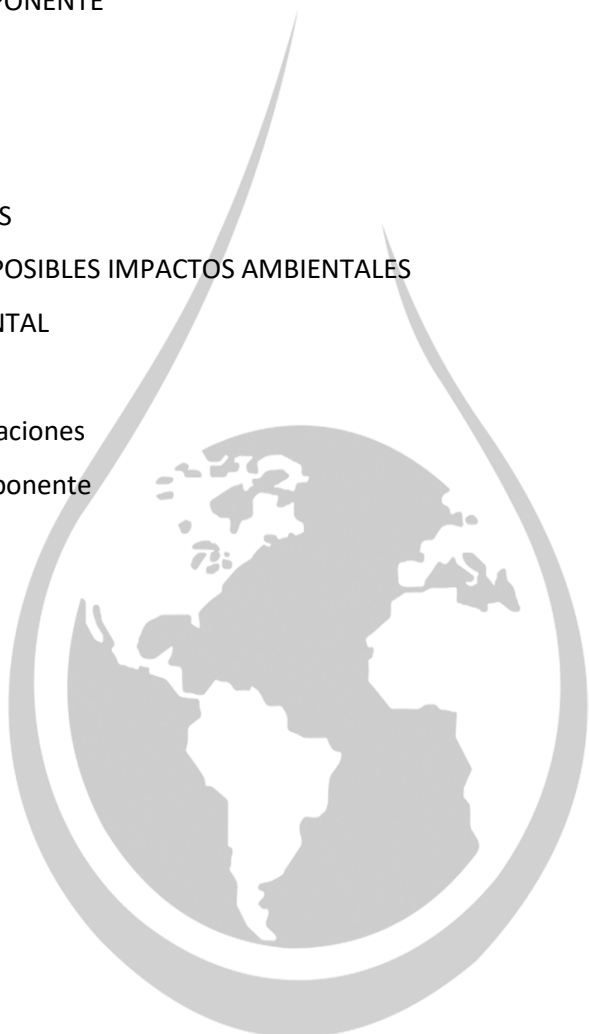 PONENTE
S
POSIBLES IMPACTOS AMBIENTALES
NTAL
aciones
ponente